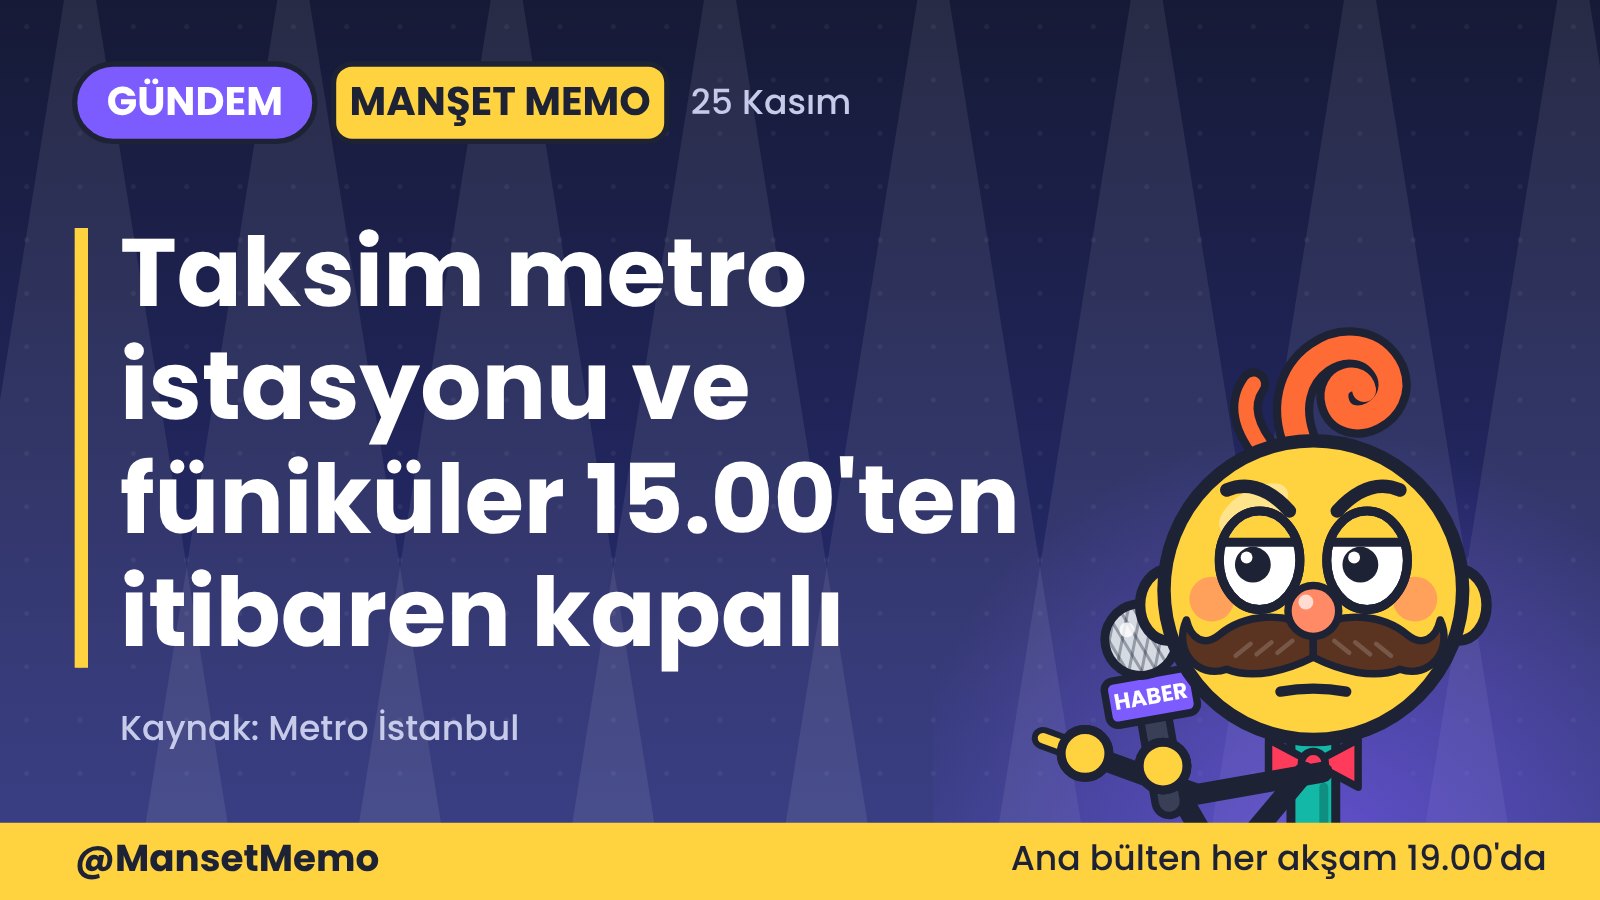 GÜNDEM MANŞET MEMO 25 Kasım
Taksim metro
istasyonu ve
füniküler 15.00'ten
itibaren kapalı
Kaynak: Metro İstanbul
HABER
@MansetMemo Ana bülten her akşam 19.00'da